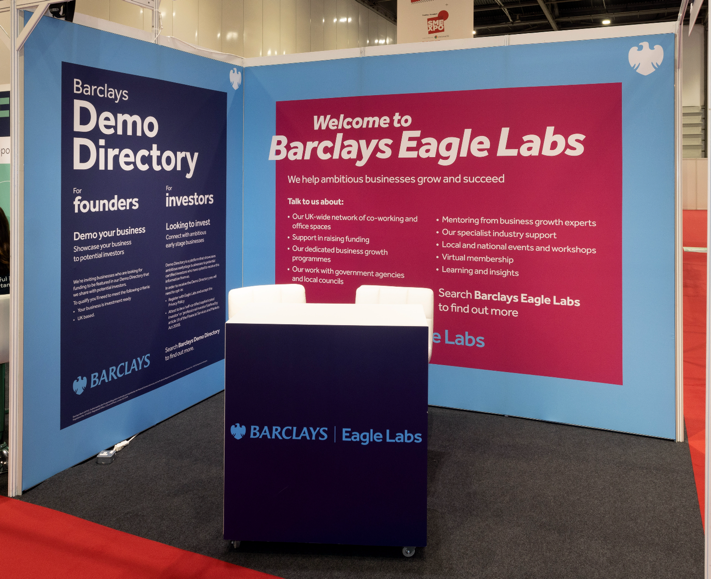 SME
XPO
Barclays
Demo
Directory
For
founders
Demo your business
Showcase your business
to potential investors
We're inviting businesses who are looking for
funding to be featured in our Demo Directory that
we share with potential investors.
To qualify you'll need to meet the following criteria:
• Your business is investment ready
• UK based
For
investors
Looking to invest
Connect with ambitious
early stage businesses
Search Barclays Demo Directory
to find out more.
BARCLAYS
Welcome to
Barclays Eagle Labs
We help ambitious businesses grow and succeed
Talk to us about:
• Our UK-wide network of co-working and
office spaces
• Support in raising funding
• Our dedicated business growth
programmes
• Our work with government agencies
and local councils
• Mentoring from business growth experts
• Our specialist industry support
• Local and national events and workshops
• Virtual membership
• Learning and insights
Search Barclays Eagle Labs
to find out more
e Labs
BARCLAYS | Eagle Labs